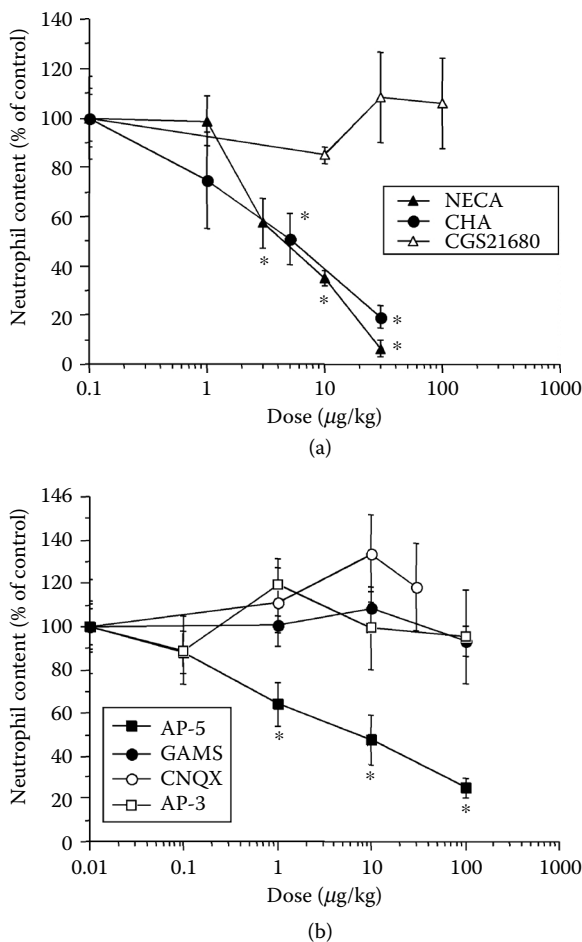 140
120
100
80
60
40
20
0
Neutrophil content (% of control)
*
*
*
*
*
NECA
CHA
CGS21680
0.1 1 10 100 1000
Dose (μg/kg)
(a)
146
120
100
80
60
40
20
0
Neutrophil content (% of control)
*
*
*
AP-5
GAMS
CNQX
AP-3
0.01 0.1 1 10 100 1000
Dose (μg/kg)
(b)